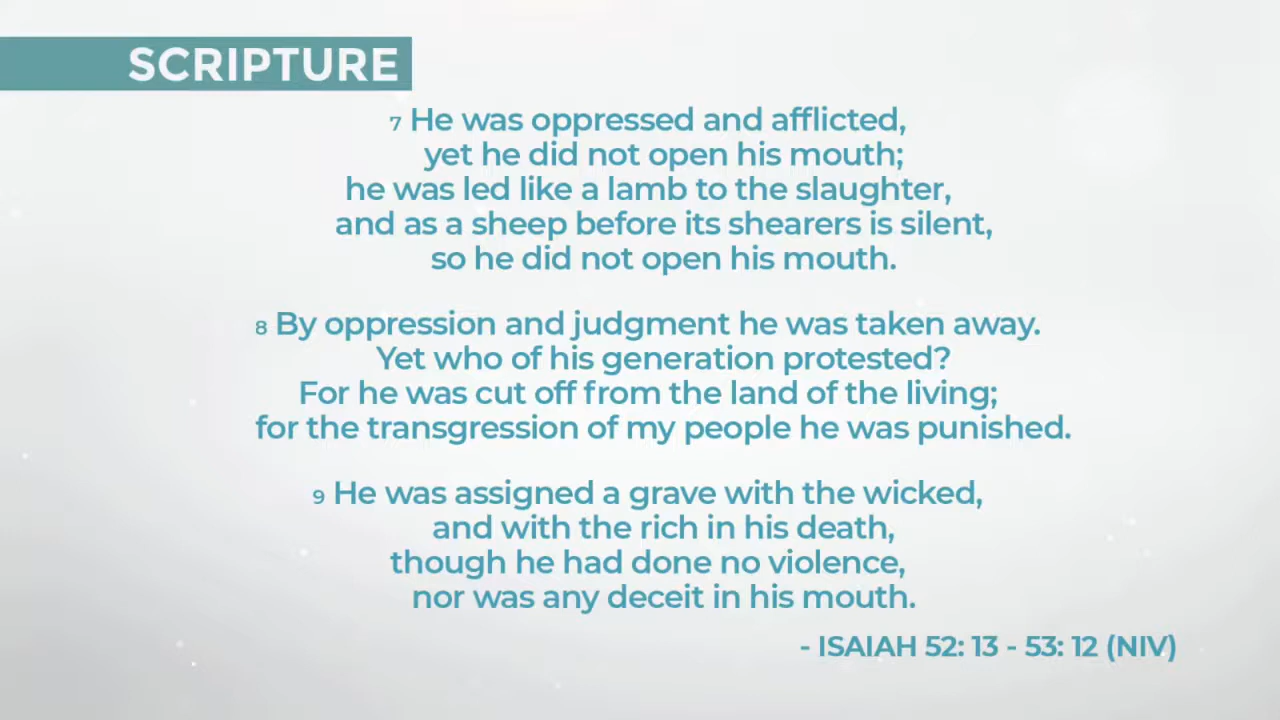 SCRIPTURE
7 He was oppressed and afflicted,
yet he did not open his mouth;
he was led like a lamb to the slaughter,
and as a sheep before its shearers is silent,
so he did not open his mouth.
8 By oppression and judgment he was taken away.
Yet who of his generation protested?
For he was cut off from the land of the living;
for the transgression of my people he was punished.
9 He was assigned a grave with the wicked,
and with the rich in his death,
though he had done no violence,
nor was any deceit in his mouth.
- ISAIAH 52: 13 - 53: 12 (NIV)